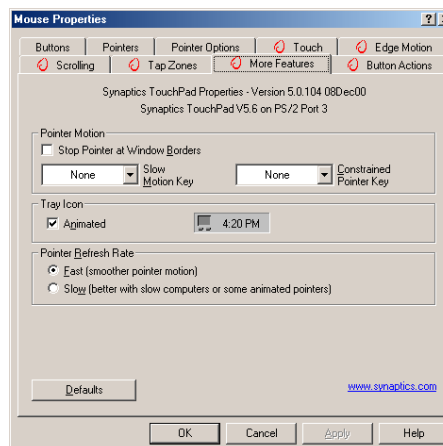 Mouse Properties
Buttons Pointers Pointer Options Touch Edge Motion
Scrolling Tap Zones More Features Button Actions
Synaptics TouchPad Properties - Version 5.0.104 08Dec00
Synaptics TouchPad V5.6 on PS/2 Port 3
Pointer Motion
Stop Pointer at Window Borders
None Slow Motion Key None Constrained Pointer Key
Tray Icon
Animated 4:20 PM
Pointer Refresh Rate
Fast (smoother pointer motion)
Slow (better with slow computers or some animated pointers)
Defaults www.synaptics.com
OK Cancel Apply Help